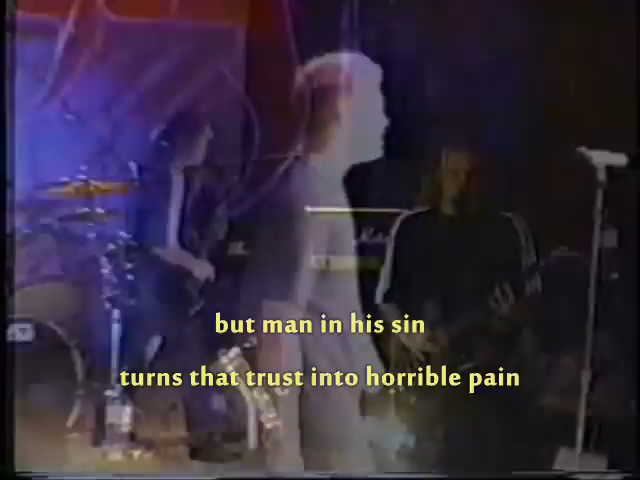 but man in his sin
turns that trust into horrible pain